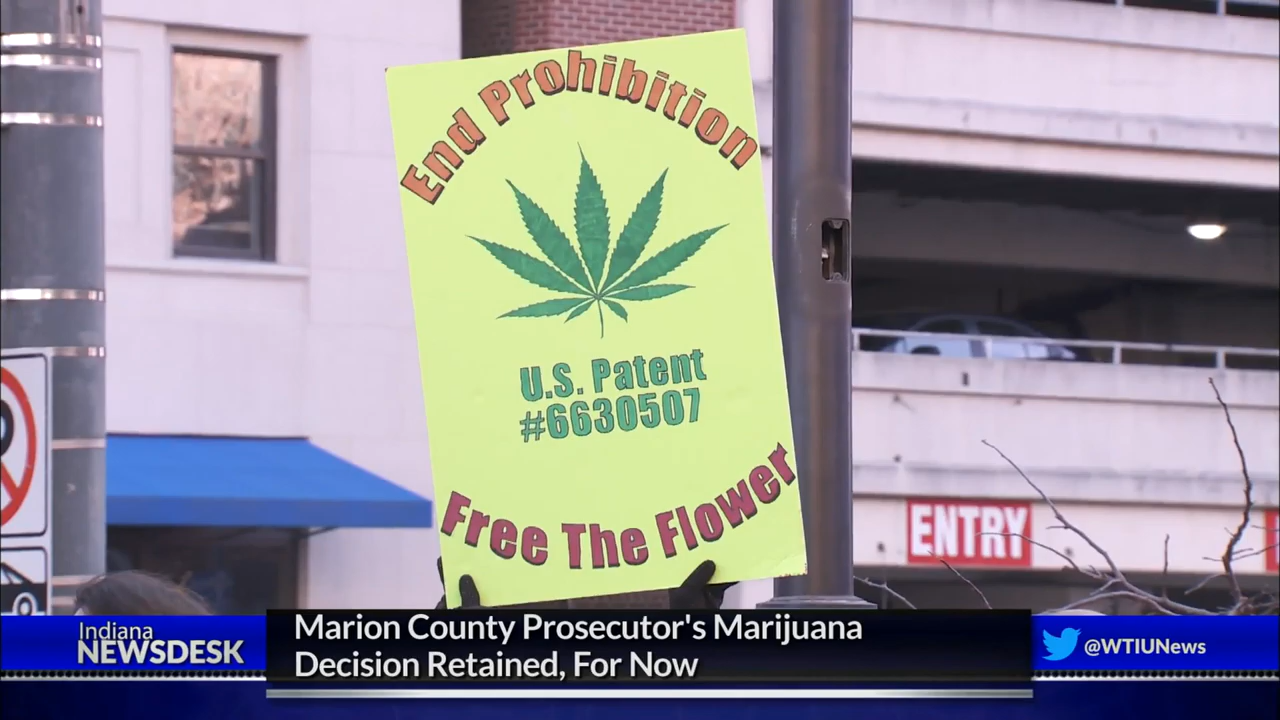 End Prohibition
U.S. Patent
#6630507
Free The Flower
ENTRY
Indiana
NEWSDESK
Marion County Prosecutor's Marijuana
Decision Retained, For Now
@WTIUNews